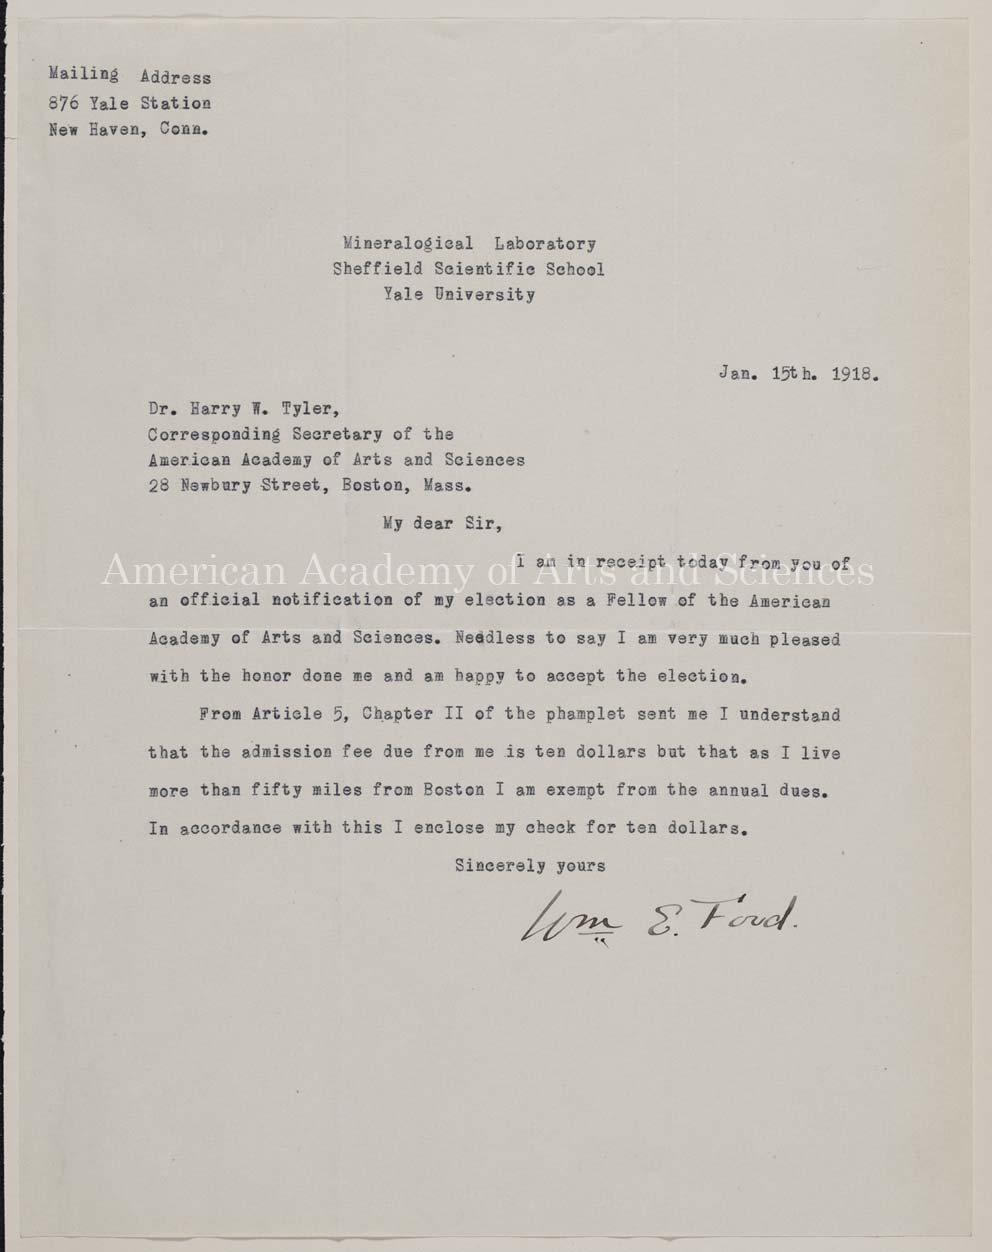 Mailing Address
876 Yale Station
New Haven, Conn.
Mineralogical Laboratory
Sheffield Scientific School
Yale University
Jan. 15th. 1918.
Dr. Harry W. Tyler,
Corresponding Secretary of the
American Academy of Arts and Sciences
28 Newbury Street, Boston, Mass.
My dear Sir,
I am in receipt today from you of
American Academy of Arts and Sciences
an official notification of my election as a Fellow of the American
Academy of Arts and Sciences. Needless to say I am very much pleased
with the honor done me and am happy to accept the election.
From Article 5, Chapter II of the phamplet sent me I understand
that the admission fee due from me is ten dollars but that as I live
more than fifty miles from Boston I am exempt from the annual dues.
In accordance with this I enclose my check for ten dollars.
Sincerely yours
Wm E. Ford.